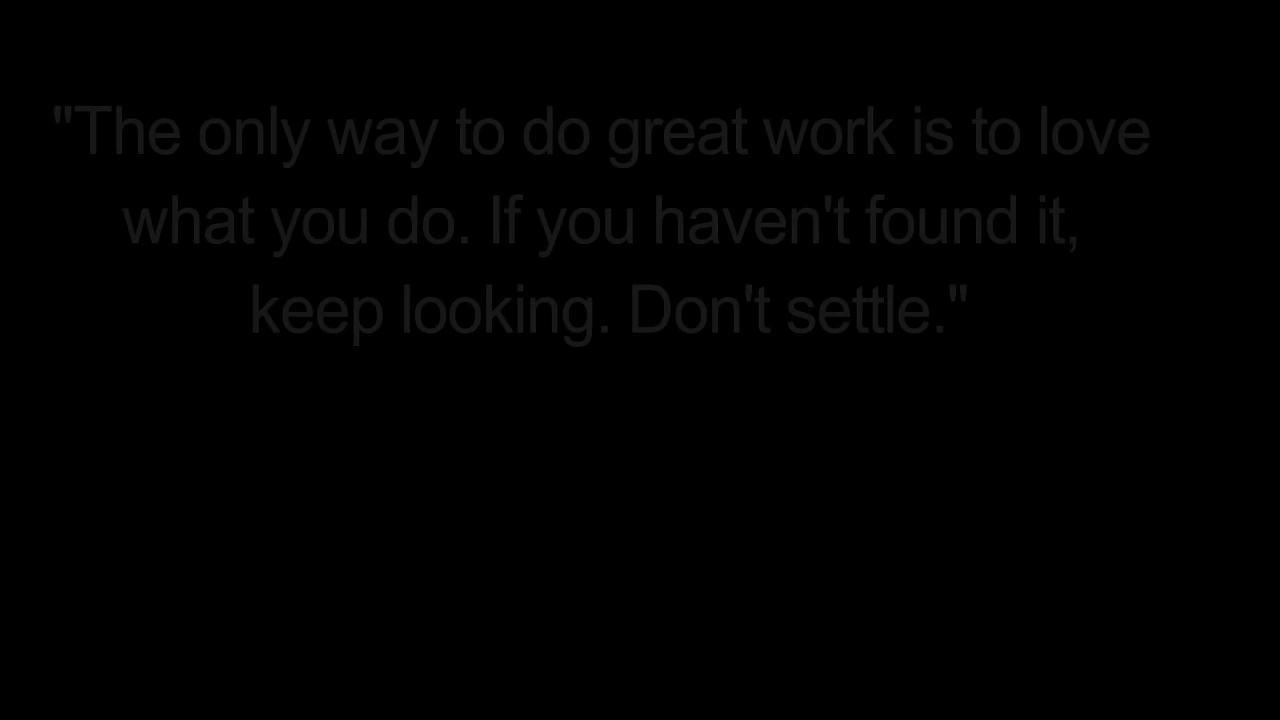 "The only way to do great work is to love
what you do. If you haven't found it,
keep looking. Don't settle."